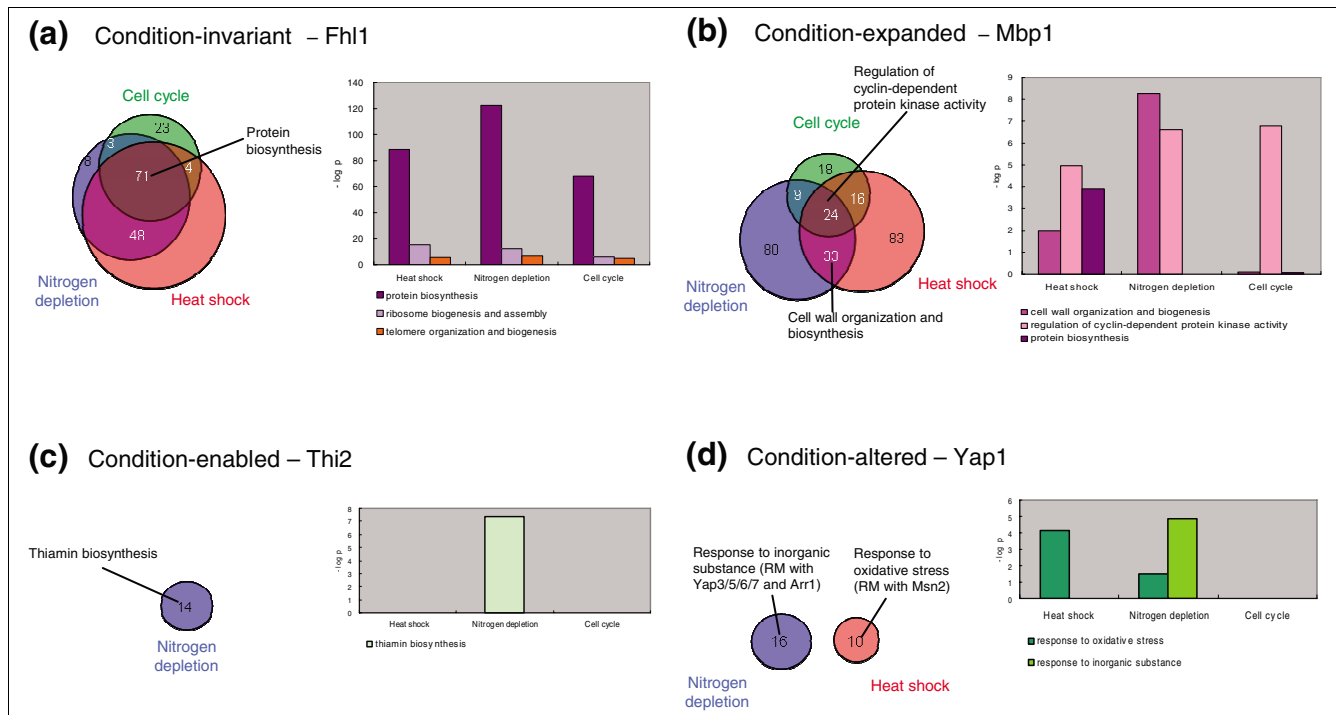 (a) Condition-invariant – Fhl1
Cell cycle
23
3
8
4
71
48
Protein
biosynthesis
Nitrogen
depletion
Heat shock
140
120
100
80
60
40
20
0
- log p
Heat shock
Nitrogen depletion
Cell cycle
protein biosynthesis
ribosome biogenesis and assembly
telomere organization and biogenesis
(b) Condition-expanded – Mbp1
Regulation of
cyclin-dependent
protein kinase activity
Cell cycle
18
9
16
24
80
83
33
Nitrogen
depletion
Heat shock
Cell wall organization and
biosynthesis
9
8
7
6
5
4
3
2
1
0
- log p
Heat shock
Nitrogen depletion
Cell cycle
cell wall organization and biogenesis
regulation of cyclin-dependent protein kinase activity
protein biosynthesis
(c) Condition-enabled – Thi2
Thiamin biosynthesis
14
Nitrogen
depletion
8
7
6
5
4
3
2
1
0
- log p
Heat shock
Nitrogen depletion
Cell cycle
thiamin biosynthesis
(d) Condition-altered – Yap1
Response to inorganic
substance (RM with
Yap3/5/6/7 and Arr1)
Response to
oxidative stress
(RM with Msn2)
16
10
Nitrogen
depletion
Heat shock
6
5
4
3
2
1
0
- log p
Heat shock
Nitrogen depletion
Cell cycle
response to oxidative stress
response to inorganic substance